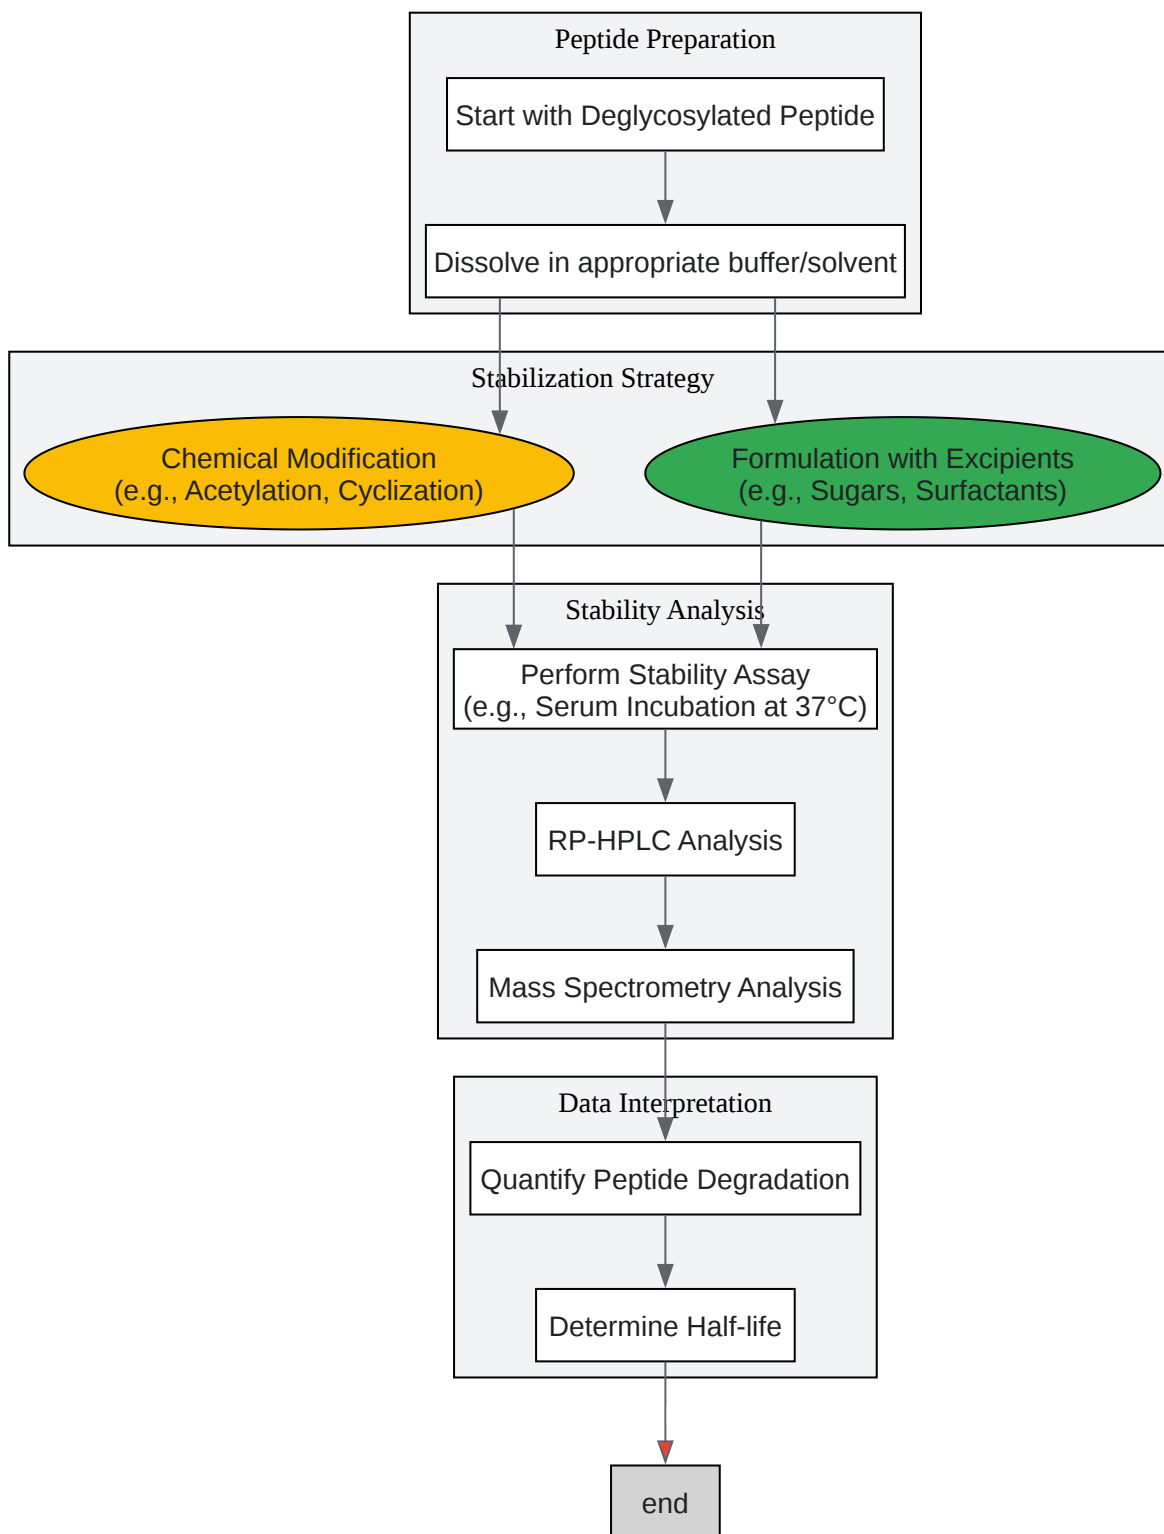 Peptide Preparation
Start with Deglycosylated Peptide
Dissolve in appropriate buffer/solvent
Stabilization Strategy
Chemical Modification
(e.g., Acetylation, Cyclization)
Formulation with Excipients
(e.g., Sugars, Surfactants)
Stability Analysis
Perform Stability Assay
(e.g., Serum Incubation at 37°C)
RP-HPLC Analysis
Mass Spectrometry Analysis
Data Interpretation
Quantify Peptide Degradation
Determine Half-life
end